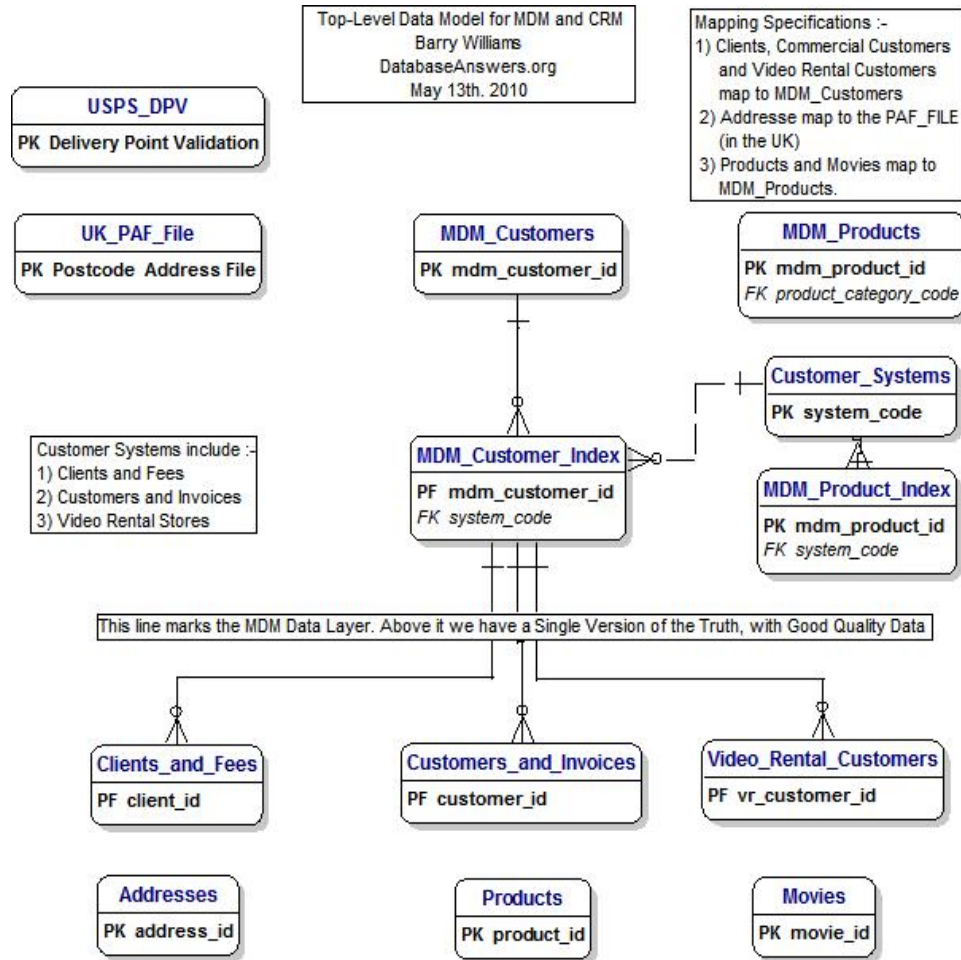 Top-Level Data Model for MDM and CRM
Barry Williams
DatabaseAnswers.org
May 13th. 2010
Mapping Specifications :-
1) Clients, Commercial Customers
and Video Rental Customers
map to MDM_Customers
2) Addresse map to the PAF_FILE
(in the UK)
3) Products and Movies map to
MDM_Products.
USPS_DPV
PK Delivery Point Validation
UK_PAF_File
PK Postcode Address File
MDM_Customers
PK mdm_customer_id
MDM_Products
PK mdm_product_id
FK product_category_code
Customer_Systems
PK system_code
Customer Systems include :-
1) Clients and Fees
2) Customers and Invoices
3) Video Rental Stores
MDM_Customer_Index
PF mdm_customer_id
FK system_code
MDM_Product_Index
PK mdm_product_id
FK system_code
This line marks the MDM Data Layer. Above it we have a Single Version of the Truth, with Good Quality Data
Clients_and_Fees
PF client_id
Customers_and_Invoices
PF customer_id
Video_Rental_Customers
PF vr_customer_id
Addresses
PK address_id
Products
PK product_id
Movies
PK movie_id